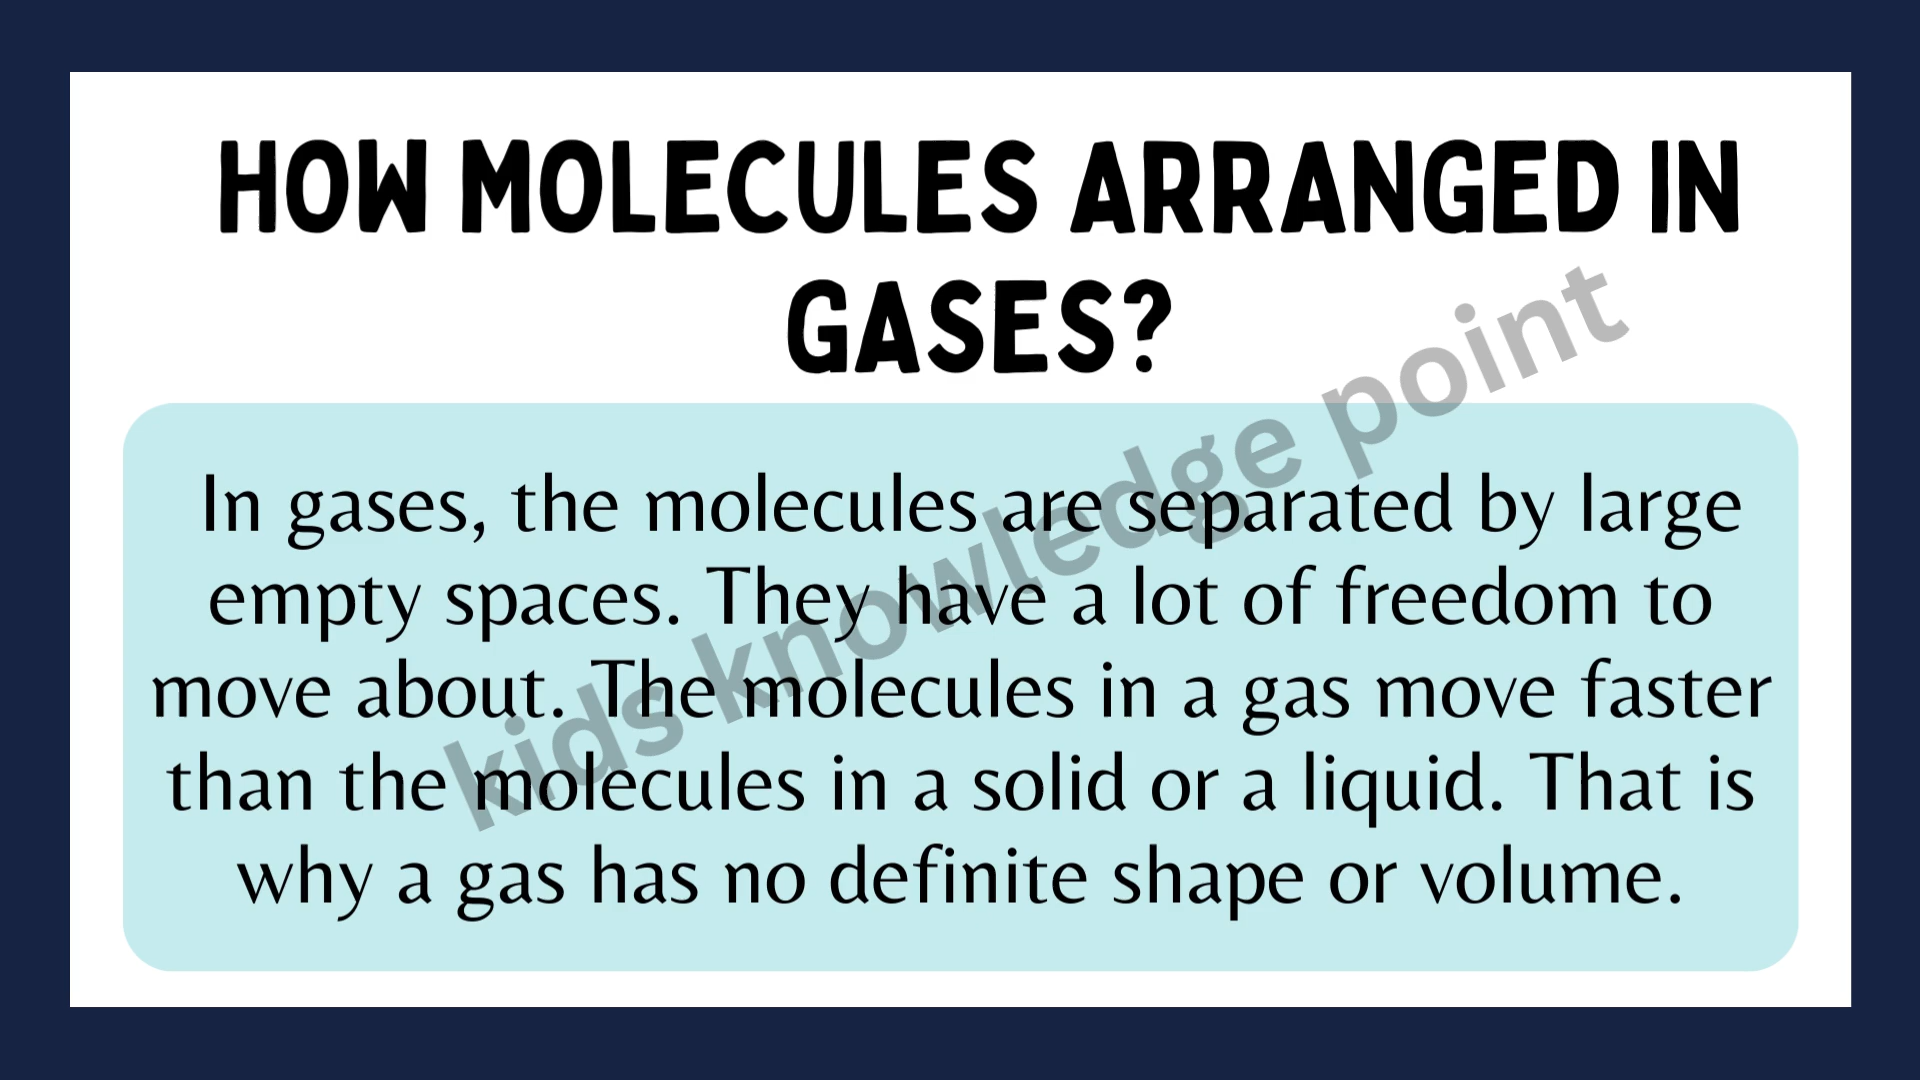 HOW MOLECULES ARRANGED IN
GASES?
In gases, the molecules are separated by large
empty spaces. They have a lot of freedom to
move about. The molecules in a gas move faster
than the molecules in a solid or a liquid. That is
why a gas has no definite shape or volume.
kids knowledge point